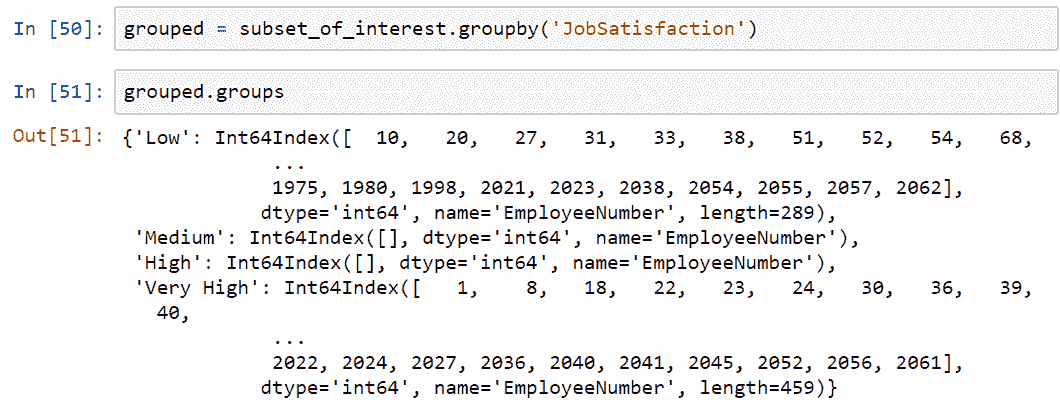 In [50]: grouped = subset_of_interest.groupby('JobSatisfaction')
In [51]: grouped.groups
Out[51]: {'Low': Int64Index([  10,   20,   27,   31,   33,   38,   51,   52,   54,   68,
...
1975, 1980, 1998, 2021, 2023, 2038, 2054, 2055, 2057, 2062],
dtype='int64', name='EmployeeNumber', length=289),
'Medium': Int64Index([], dtype='int64', name='EmployeeNumber'),
'High': Int64Index([], dtype='int64', name='EmployeeNumber'),
'Very High': Int64Index([   1,    8,   18,   22,   23,   24,   30,   36,   39,
40,
...
2022, 2024, 2027, 2036, 2040, 2041, 2045, 2052, 2056, 2061],
dtype='int64', name='EmployeeNumber', length=459)}